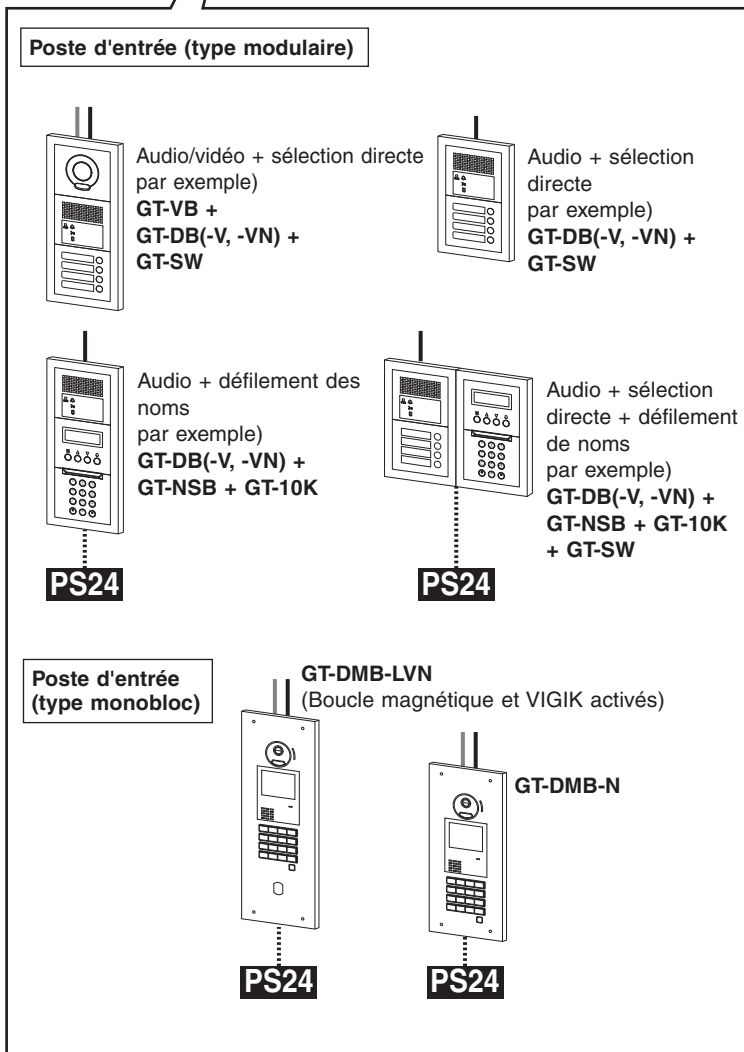 Poste d'entrée (type modulaire)
Audio/vidéo + sélection directe
par exemple)
GT-VB +
GT-DB(-V, -VN) +
GT-SW
Audio + sélection
directe
par exemple)
GT-DB(-V, -VN) +
GT-SW
Audio + défilement des
noms
par exemple)
GT-DB(-V, -VN) +
GT-NSB + GT-10K
PS24
Audio + sélection
directe + défilement
de noms
par exemple)
GT-DB(-V, -VN) +
GT-NSB + GT-10K
+ GT-SW
PS24
Poste d'entrée
(type monobloc)
GT-DMB-LVN
(Boucle magnétique et VIGIK activés)
PS24
GT-DMB-N
PS24